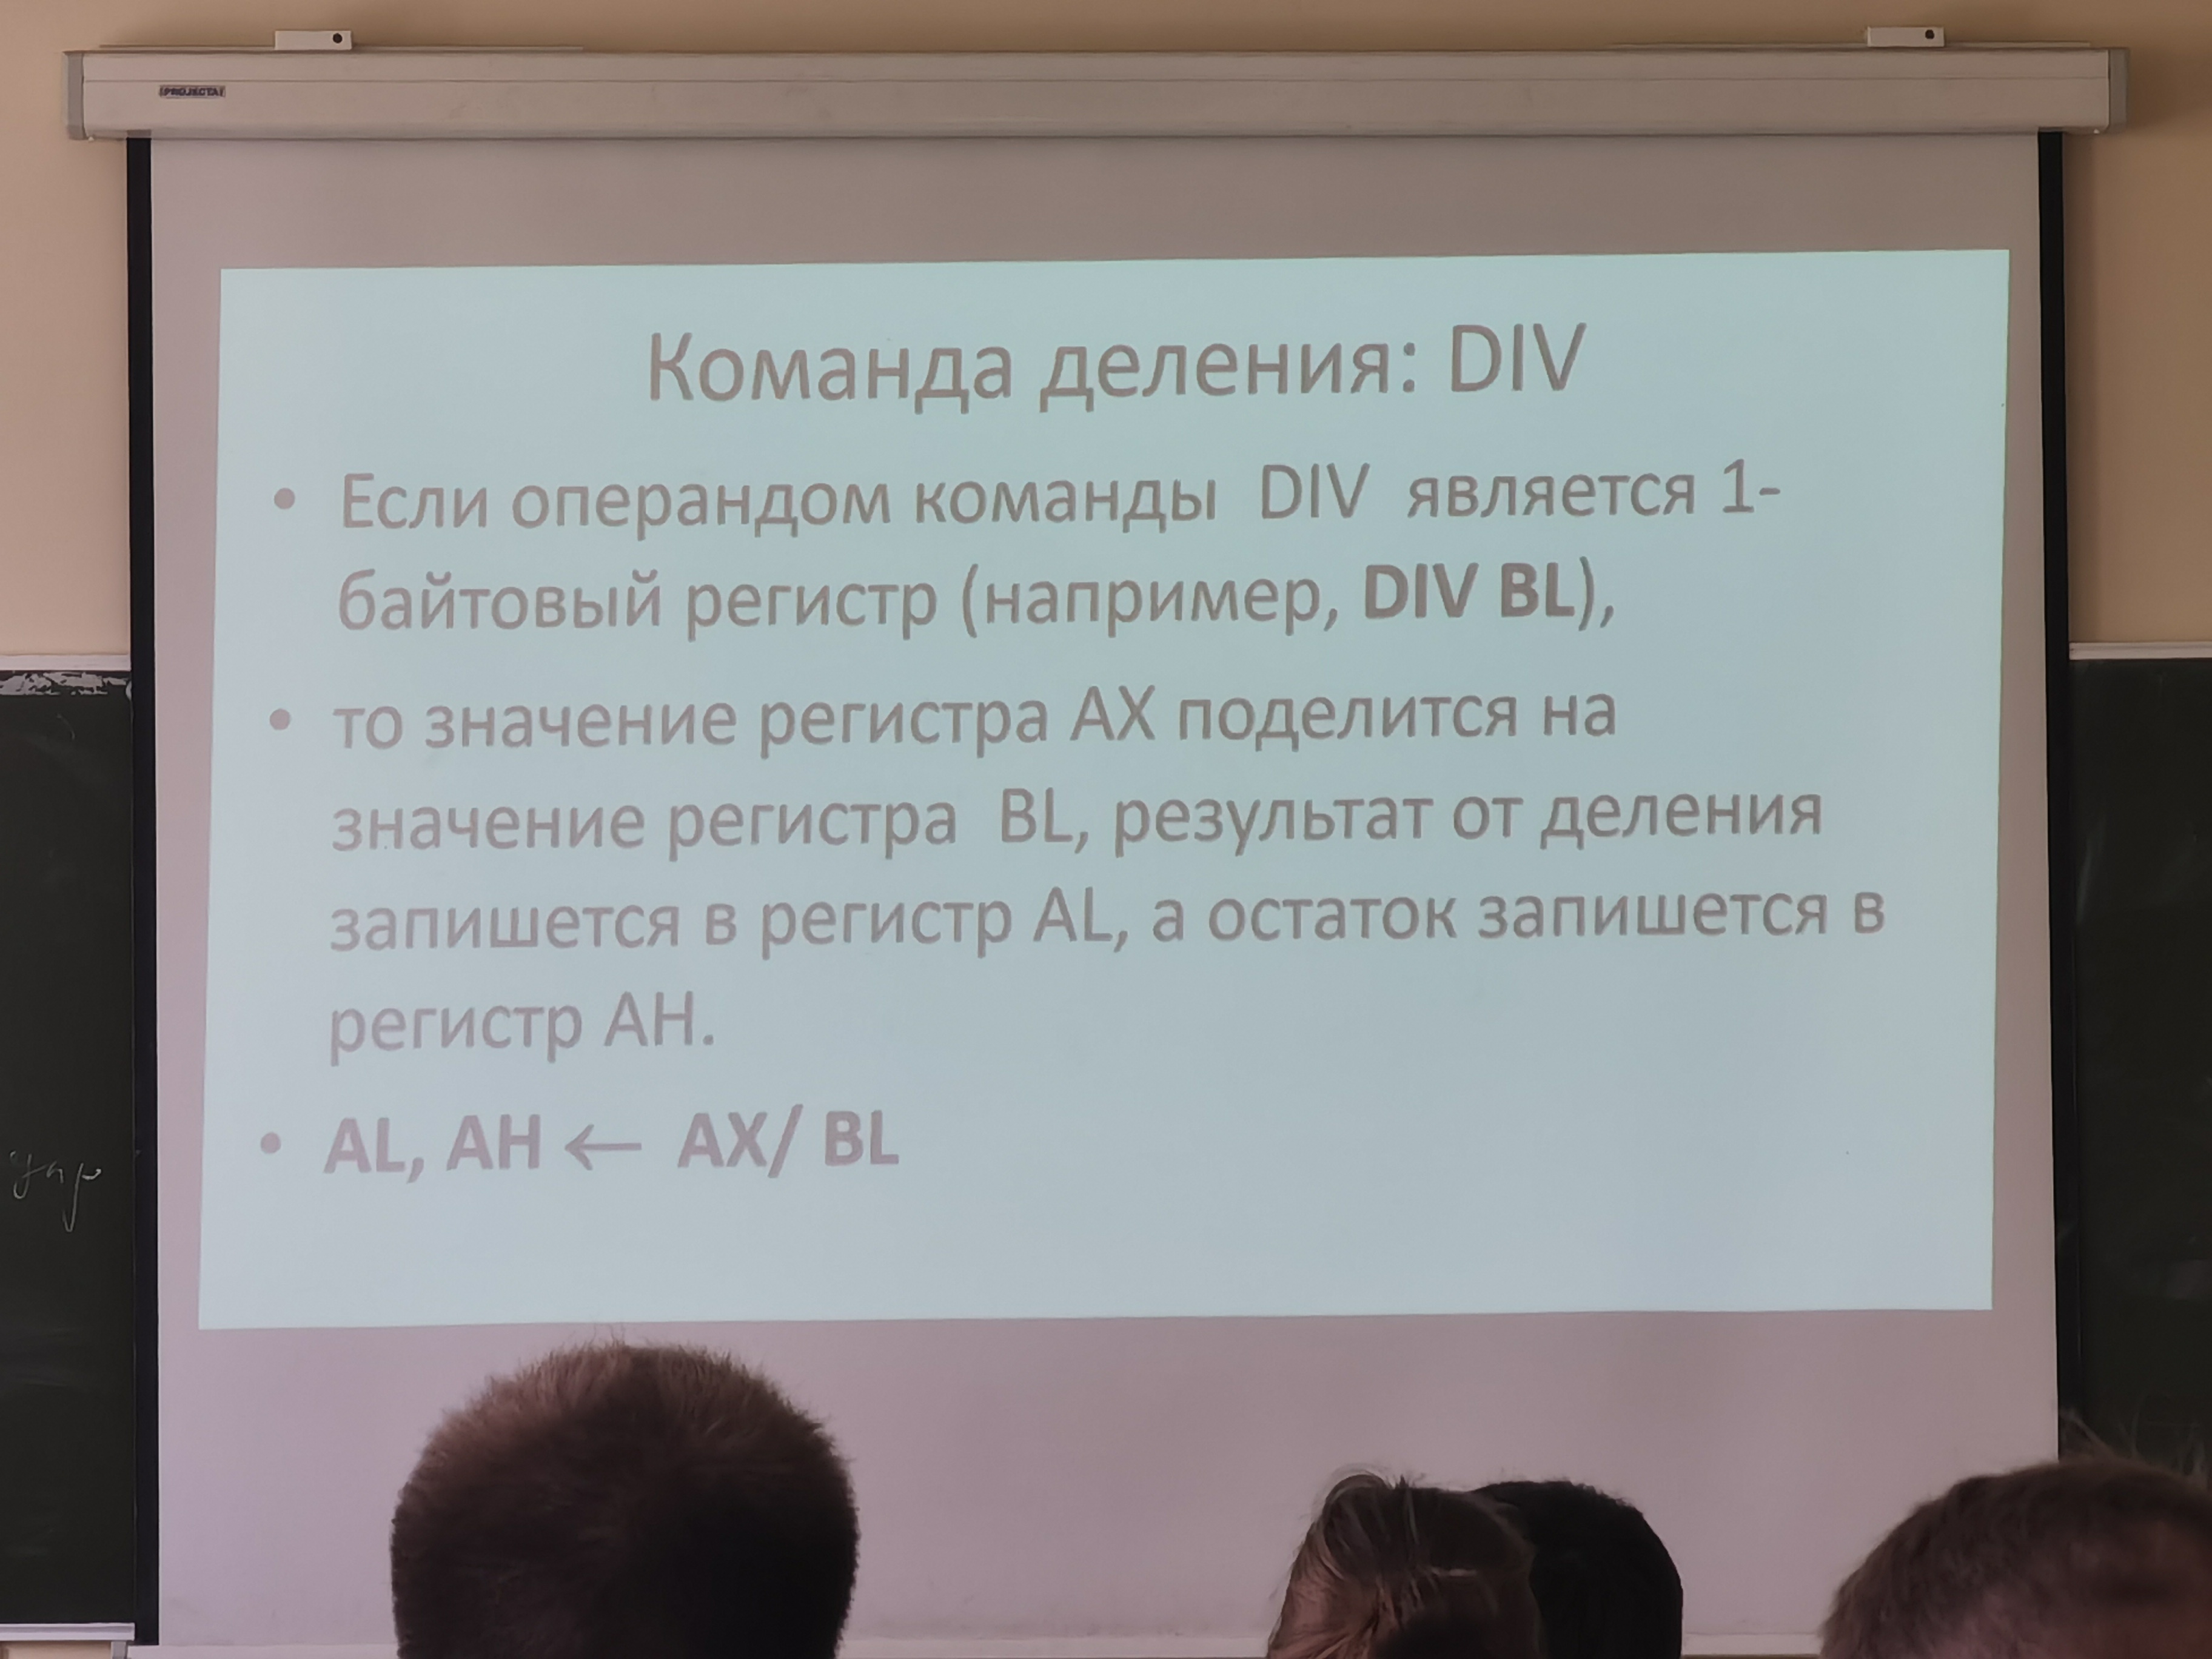 PROJECTA
Команда деления: DIV
• Если операндом команды DIV является 1-
байтовый регистр (например, DIV BL),
• то значение регистра AX поделится на
значение регистра BL, результат от деления
запишется в регистр AL, а остаток запишется в
регистр AH.
• AL, AH ← AX/ BL